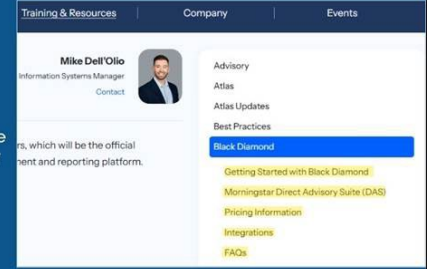 Training & Resources
Company
Events
Mike Dell'Olio
Information Systems Manager
Contact
rs, which will be the official
nent and reporting platform.
Advisory
Atlas
Atlas Updates
Best Practices
Black Diamond
Getting Started with Black Diamond
Morningstar Direct Advisory Suite (DAS)
Pricing Information
Integrations
FAQs